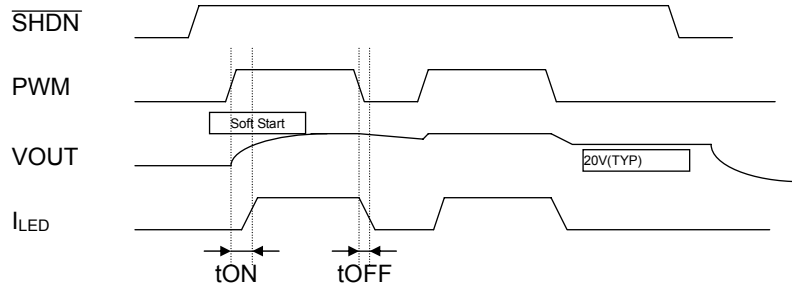 SHDN
PWM
Soft Start
VOUT
20V(TYP)
ILED
tON tOFF